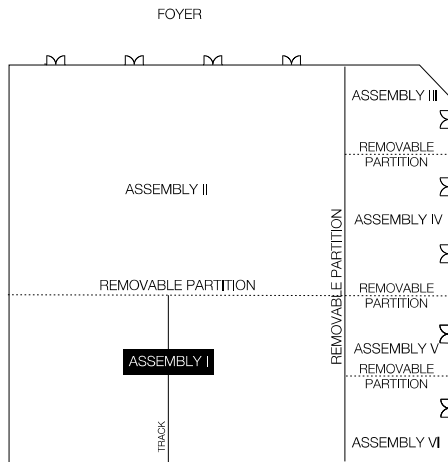 FOYER
ASSEMBLY III
REMOVABLE
PARTITION
ASSEMBLY II
ASSEMBLY IV
REMOVABLE PARTITION
REMOVABLE PARTITION
REMOVABLE
PARTITION
ASSEMBLY I
ASSEMBLY V
REMOVABLE
PARTITION
TRACK
ASSEMBLY VI